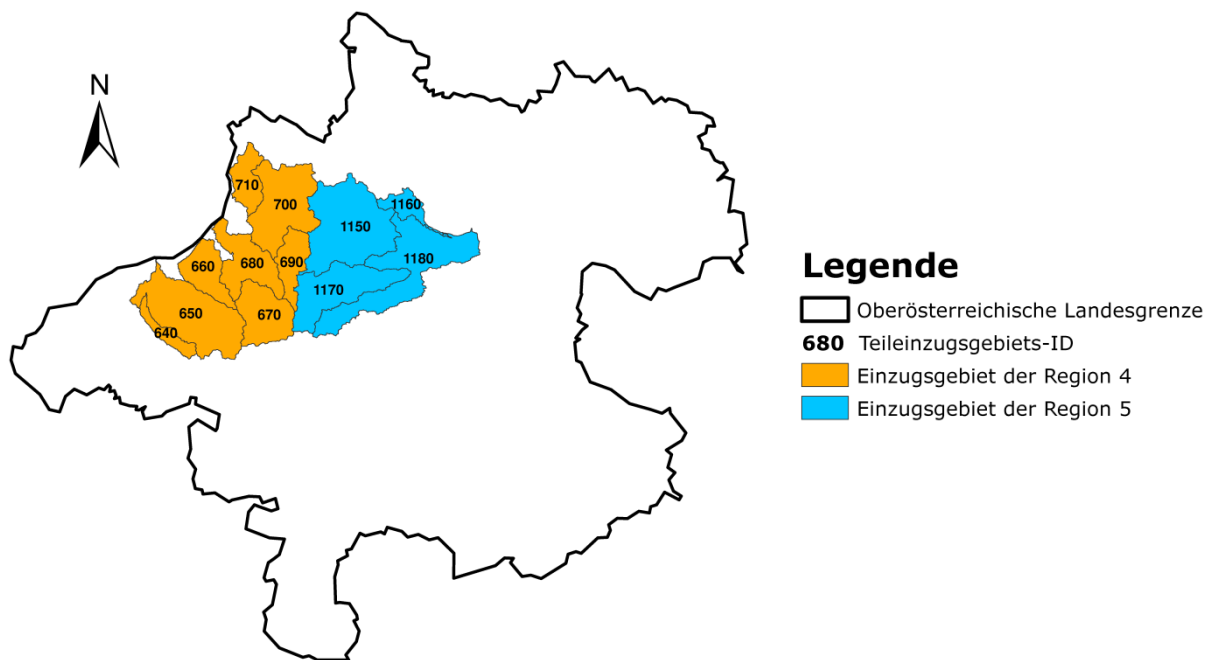 N
710
700
1160
1150
1180
660
680
690
1170
650
670
640
Legende
Oberösterreichische Landesgrenze
680 Teileinzugsgebiets-ID
Einzugsgebiet der Region 4
Einzugsgebiet der Region 5